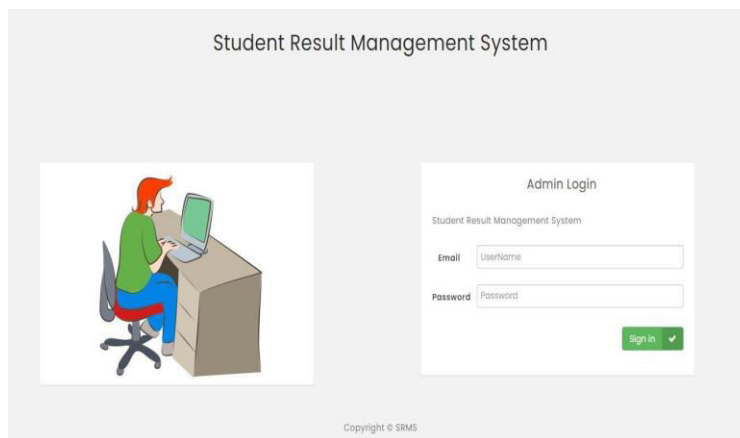 Student Result Management System
Admin Login
Student Result Management System
Email UserName
Password Password
Sign in
Copyright © SRMS